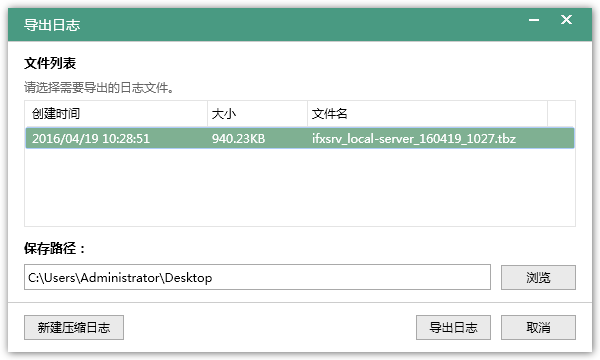 导出日志
文件列表
请选择需要导出的日志文件。
创建时间 大小 文件名
2016/04/19 10:28:51 940.23KB ifxsrv_local-server_160419_1027.tbz
保存路径：
C:\Users\Administrator\Desktop 浏览
新建压缩日志 导出日志 取消